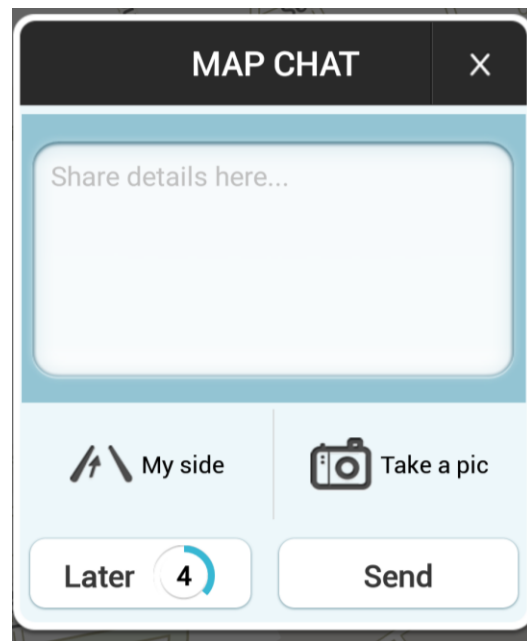 MAP CHAT X
Share details here...
My side Take a pic
Later 4 Send